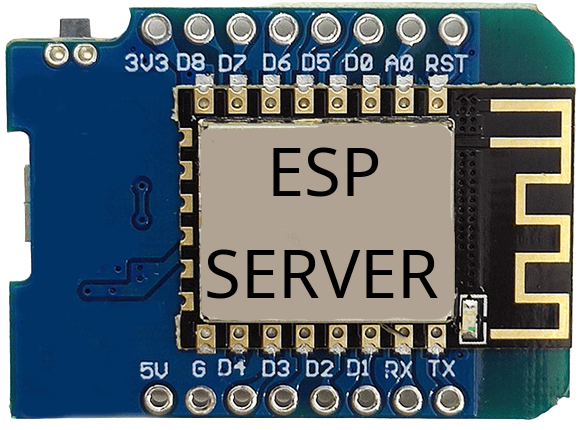 3V3 D8 D7 D6 D5 D0 A0 RST
ESP
SERVER
5V G D4 D3 D2 D1 RX TX